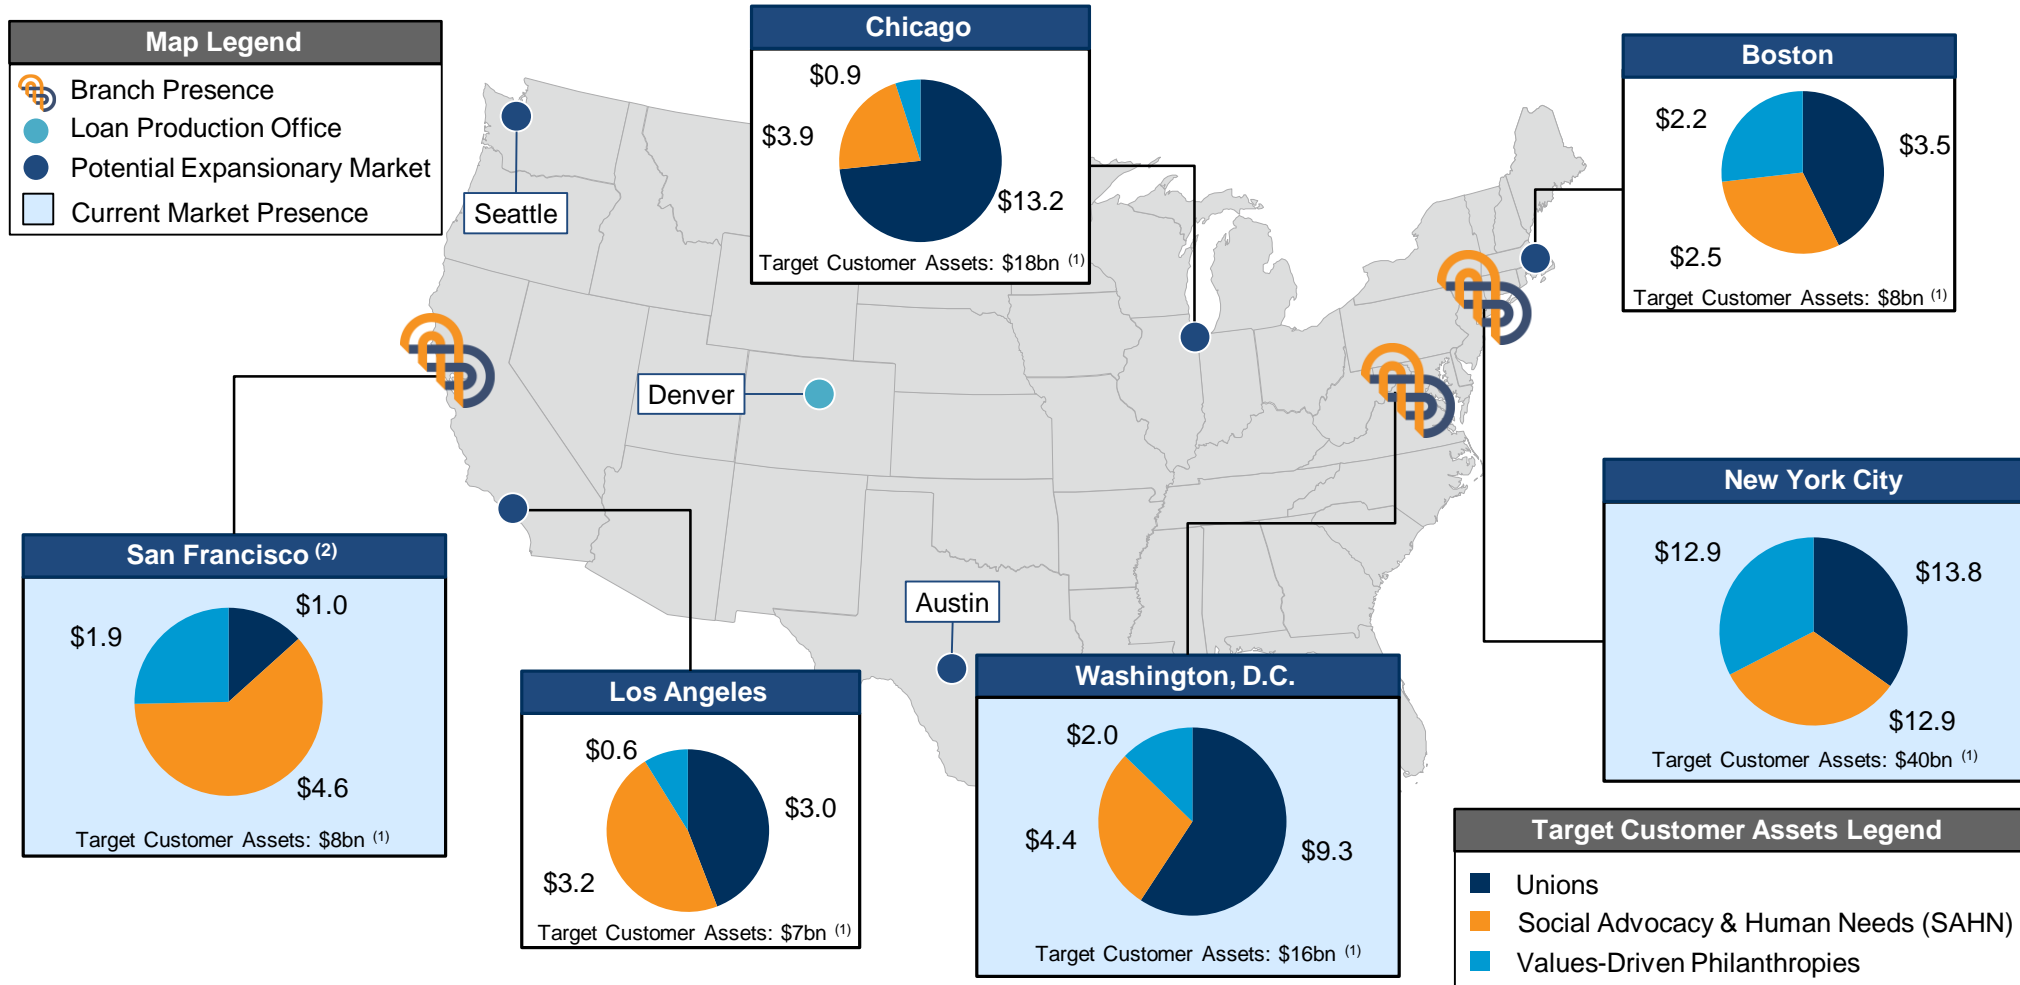 Map Legend
Branch Presence
Loan Production Office
Potential Expansionary Market
Current Market Presence
Chicago
$0.9
$3.9
$13.2
Target Customer Assets: $18bn (1)
Boston
$2.2
$3.5
$2.5
Target Customer Assets: $8bn (1)
Seattle
Denver
Austin
San Francisco (2)
$1.0
$1.9
$4.6
Target Customer Assets: $8bn (1)
Los Angeles
$0.6
$3.0
$3.2
Target Customer Assets: $7bn (1)
Washington, D.C.
$2.0
$4.4
$9.3
Target Customer Assets: $16bn (1)
New York City
$12.9
$13.8
$12.9
Target Customer Assets: $40bn (1)
Target Customer Assets Legend
Unions
Social Advocacy & Human Needs (SAHN)
Values-Driven Philanthropies